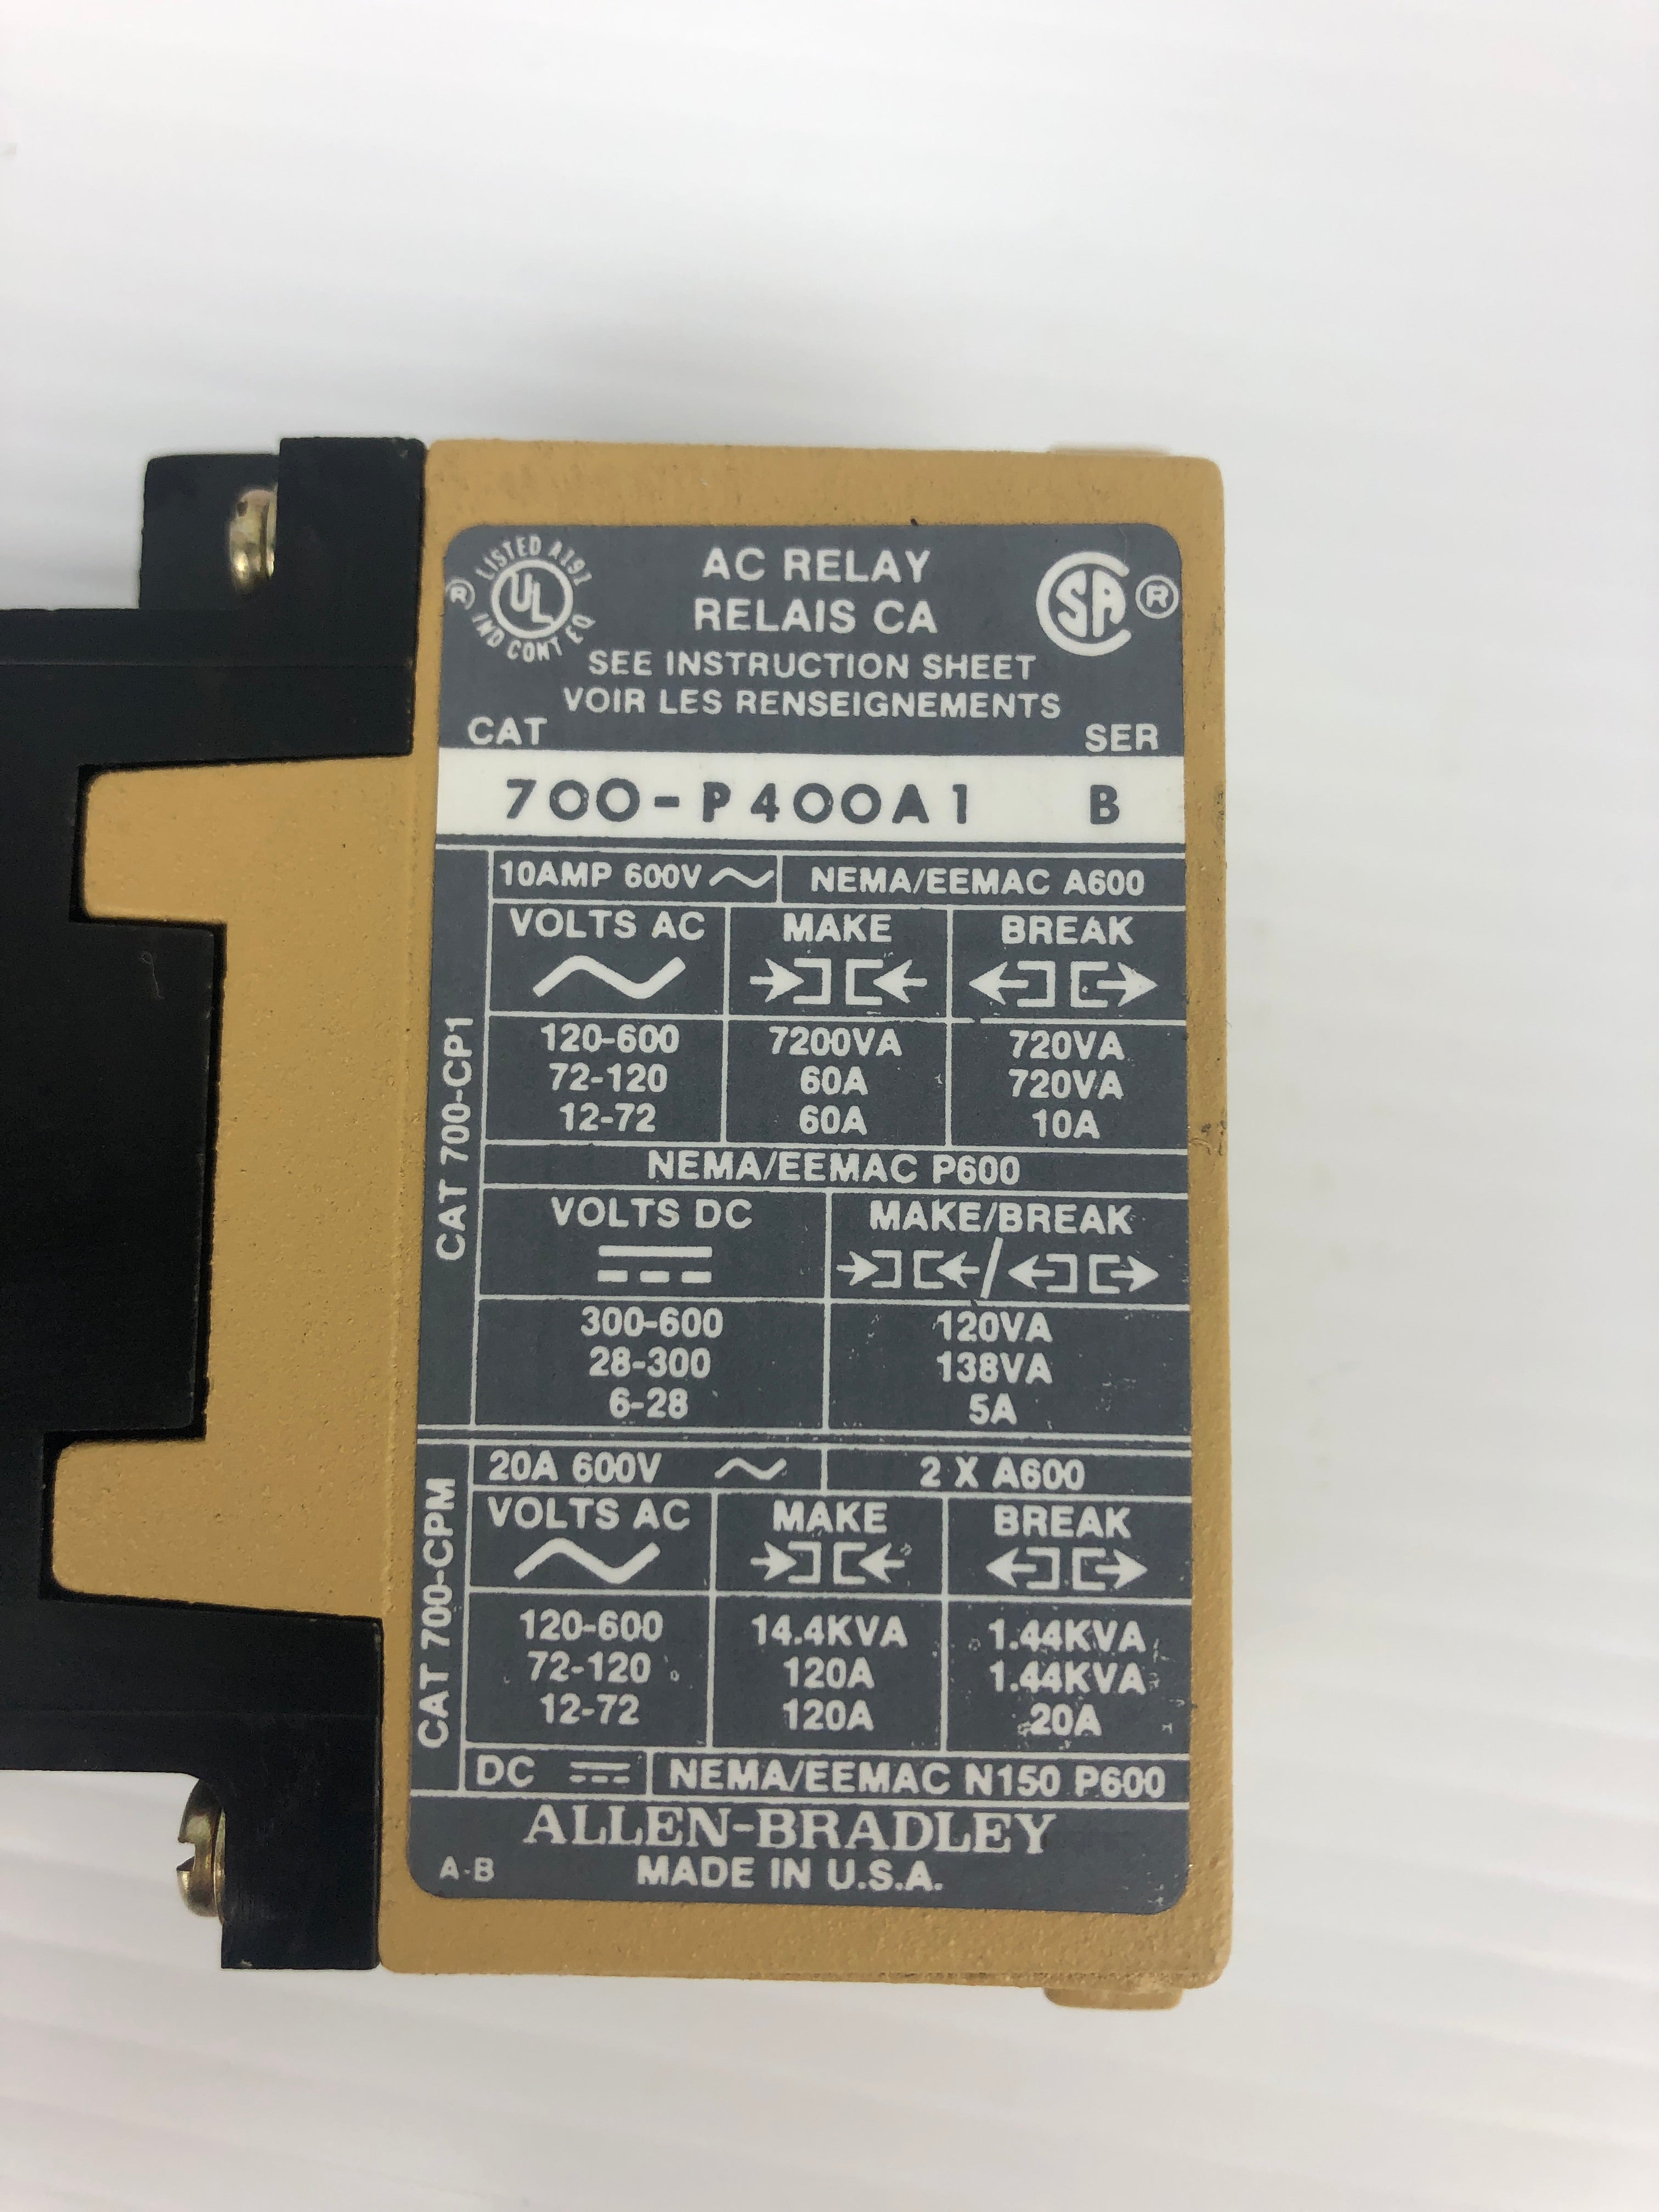 LISTED A191
UL
IND CONT EQ
®
AC RELAY
RELAIS CA
SA ®
SEE INSTRUCTION SHEET
VOIR LES RENSEIGNEMENTS
CAT SER
700-P400A1 B
CAT 700-CP1
10AMP 600V NEMA/EEMAC A600
VOLTS AC MAKE BREAK
120-600 7200VA 720VA
72-120 60A 720VA
12-72 60A 10A
NEMA/EEMAC P600
VOLTS DC MAKE/BREAK
/
300-600 120VA
28-300 138VA
6-28 5A
CAT 700-CPM
20A 600V 2 X A600
VOLTS AC MAKE BREAK
120-600 14.4KVA 1.44KVA
72-120 120A 1.44KVA
12-72 120A 20A
DC NEMA/EEMAC N150 P600
ALLEN-BRADLEY
A-B MADE IN U.S.A.